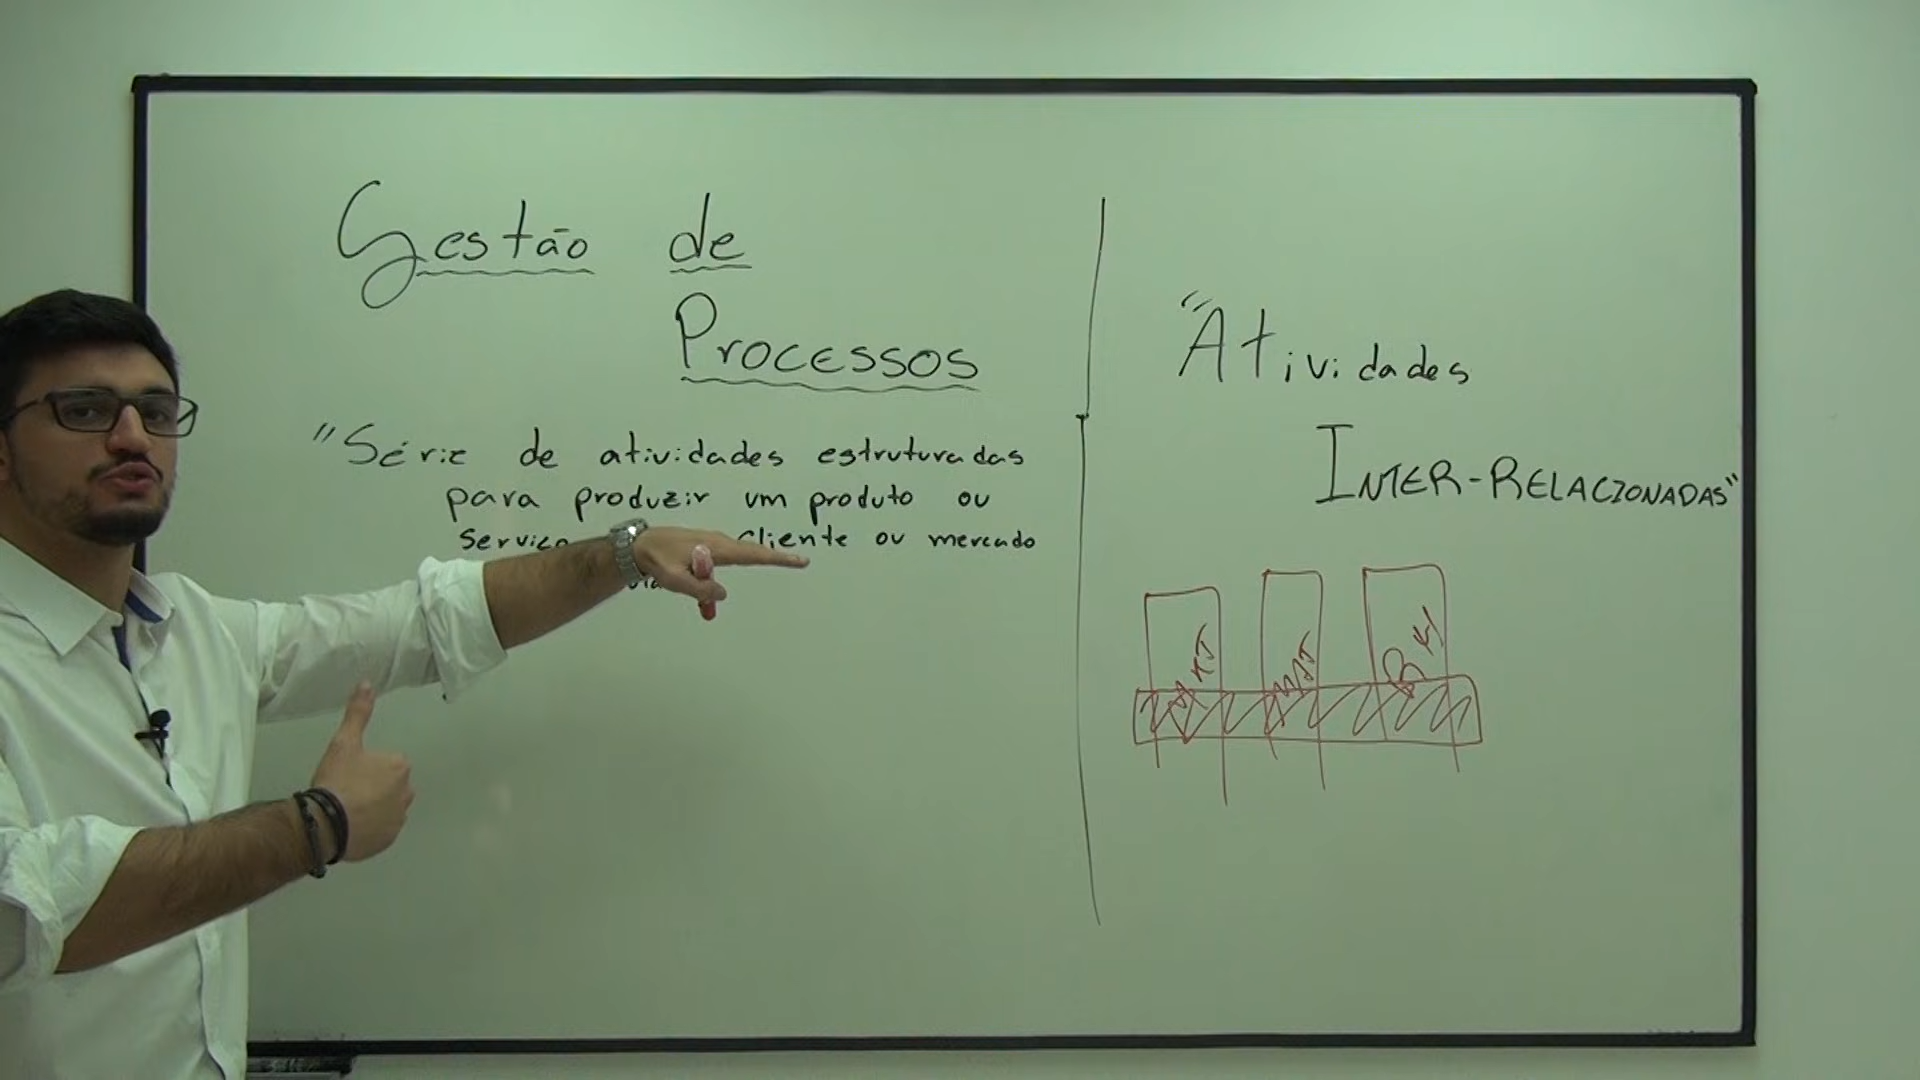 Gestão de
Processos
"Série de atividades estruturadas
para produzir um produto ou
serviço cliente ou mercado
"Atividades
INTER-RELACIONADAS"
RH